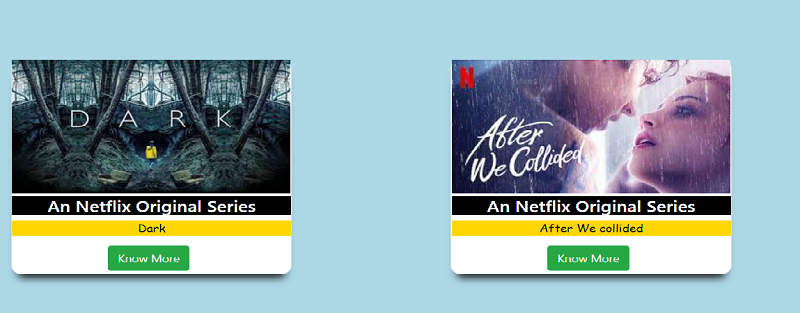 DARK
An Netflix Original Series
Dark
Know More
N
After
We Collided
An Netflix Original Series
After We collided
Know More